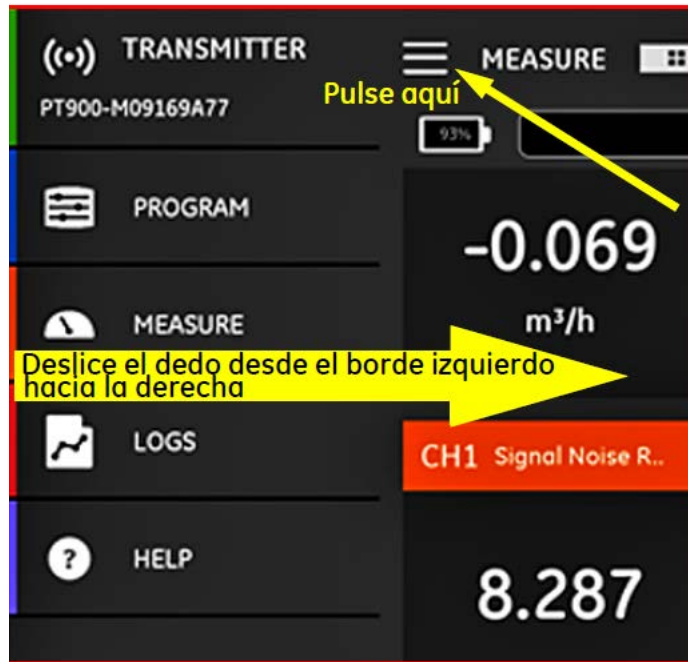 TRANSMITTER
PT900-M09169A77
MEASURE
Pulse aquí
93%
PROGRAM
-0.069
m³/h
MEASURE
Deslice el dedo desde el borde izquierdo
hacia la derecha
LOGS
CH1 Signal Noise R..
HELP
8.287